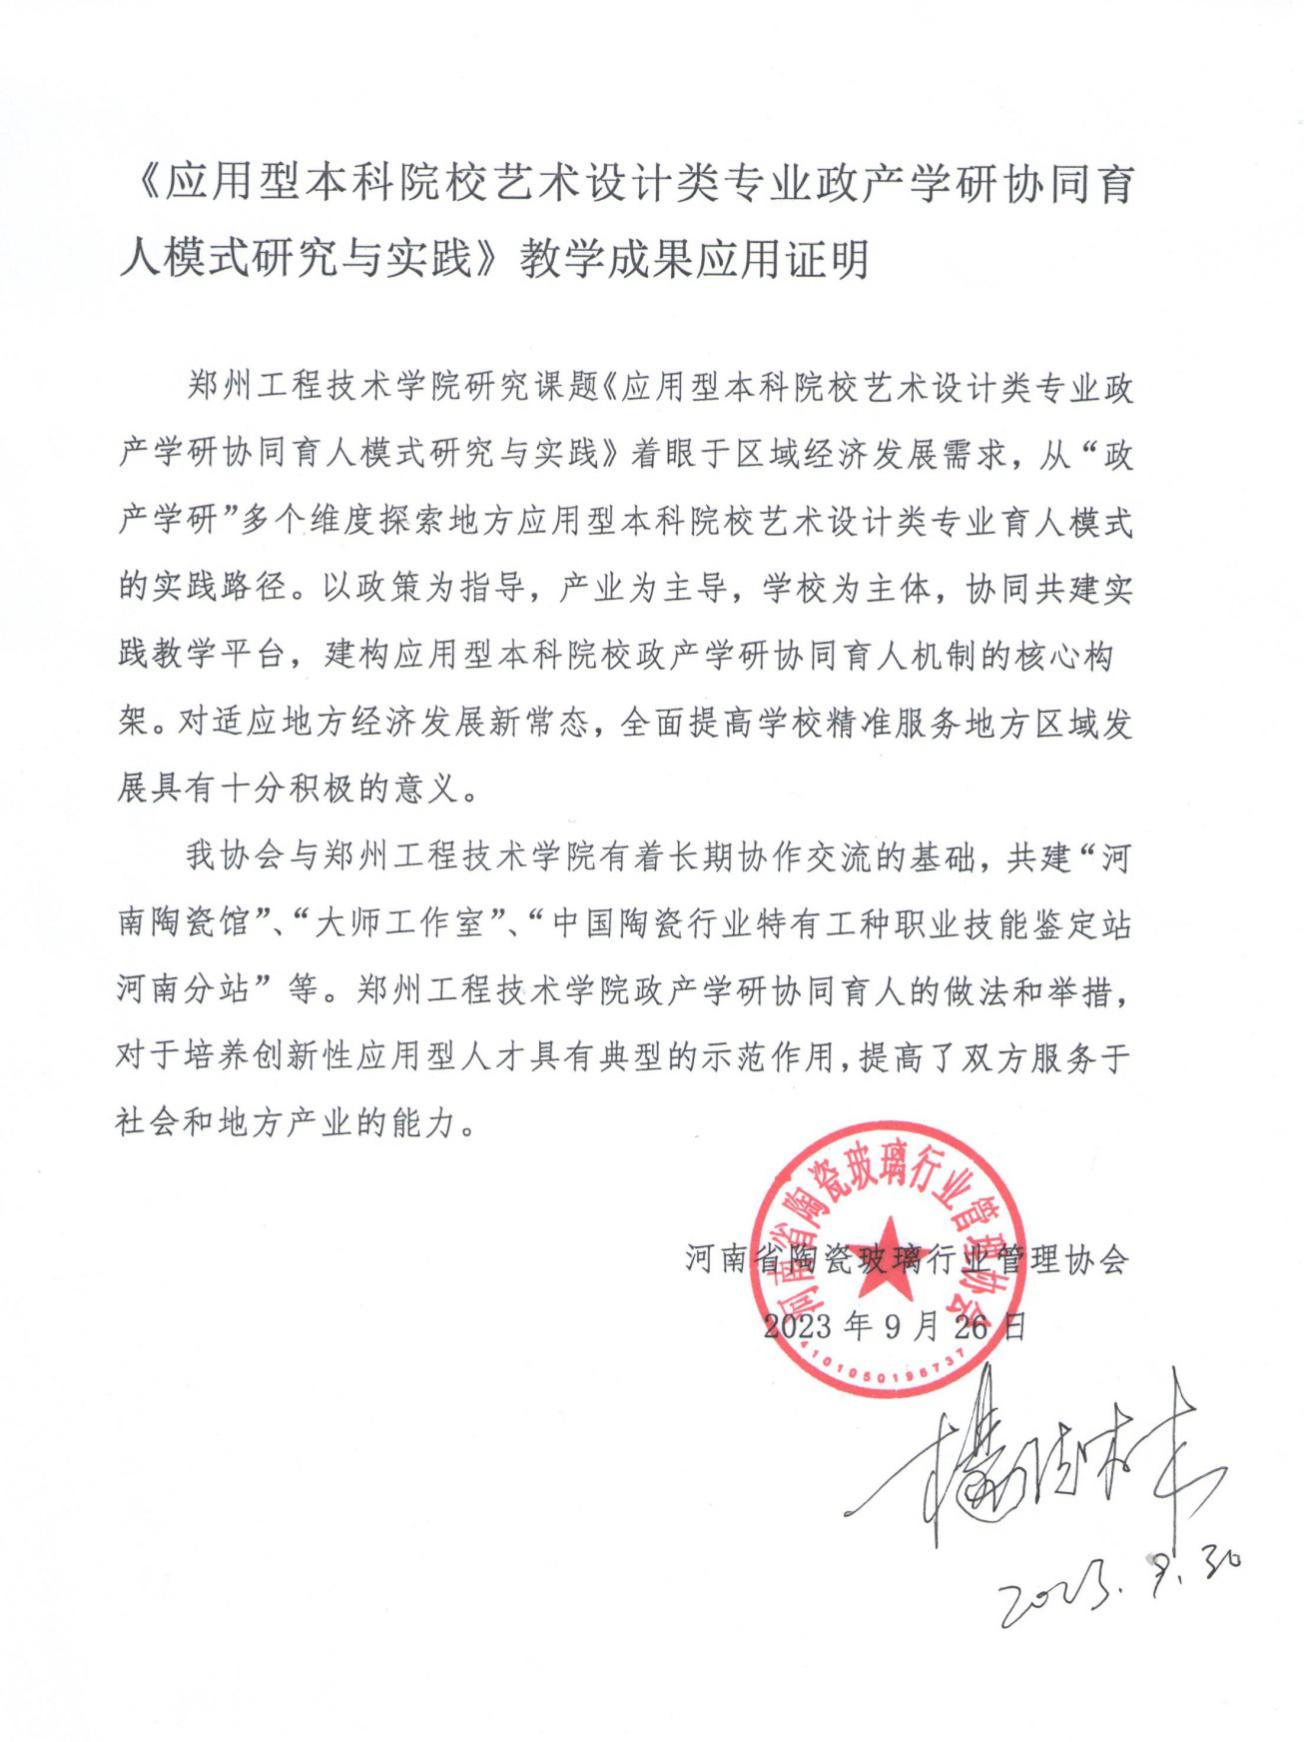 《应用型本科院校艺术设计类专业政产学研协同育
人模式研究与实践》教学成果应用证明
郑州工程技术学院研究课题《应用型本科院校艺术设计类专业政
产学研协同育人模式研究与实践》着眼于区域经济发展需求，从“政
产学研”多个维度探索地方应用型本科院校艺术设计类专业育人模式
的实践路径。以政策为指导，产业为主导，学校为主体，协同共建实
践教学平台，建构应用型本科院校政产学研协同育人机制的核心构
架。对适应地方经济发展新常态，全面提高学校精准服务地方区域发
展具有十分积极的意义。
我协会与郑州工程技术学院有着长期协作交流的基础，共建“河
南陶瓷馆”、“大师工作室”、“中国陶瓷行业特有工种职业技能鉴定站
河南分站”等。郑州工程技术学院政产学研协同育人的做法和举措，
对于培养创新性应用型人才具有典型的示范作用，提高了双方服务于
社会和地方产业的能力。
河南省陶瓷玻璃行业管理协会
河南省陶瓷玻璃行业管理协会
2023年9月26日
4101050196737
2023.9.30